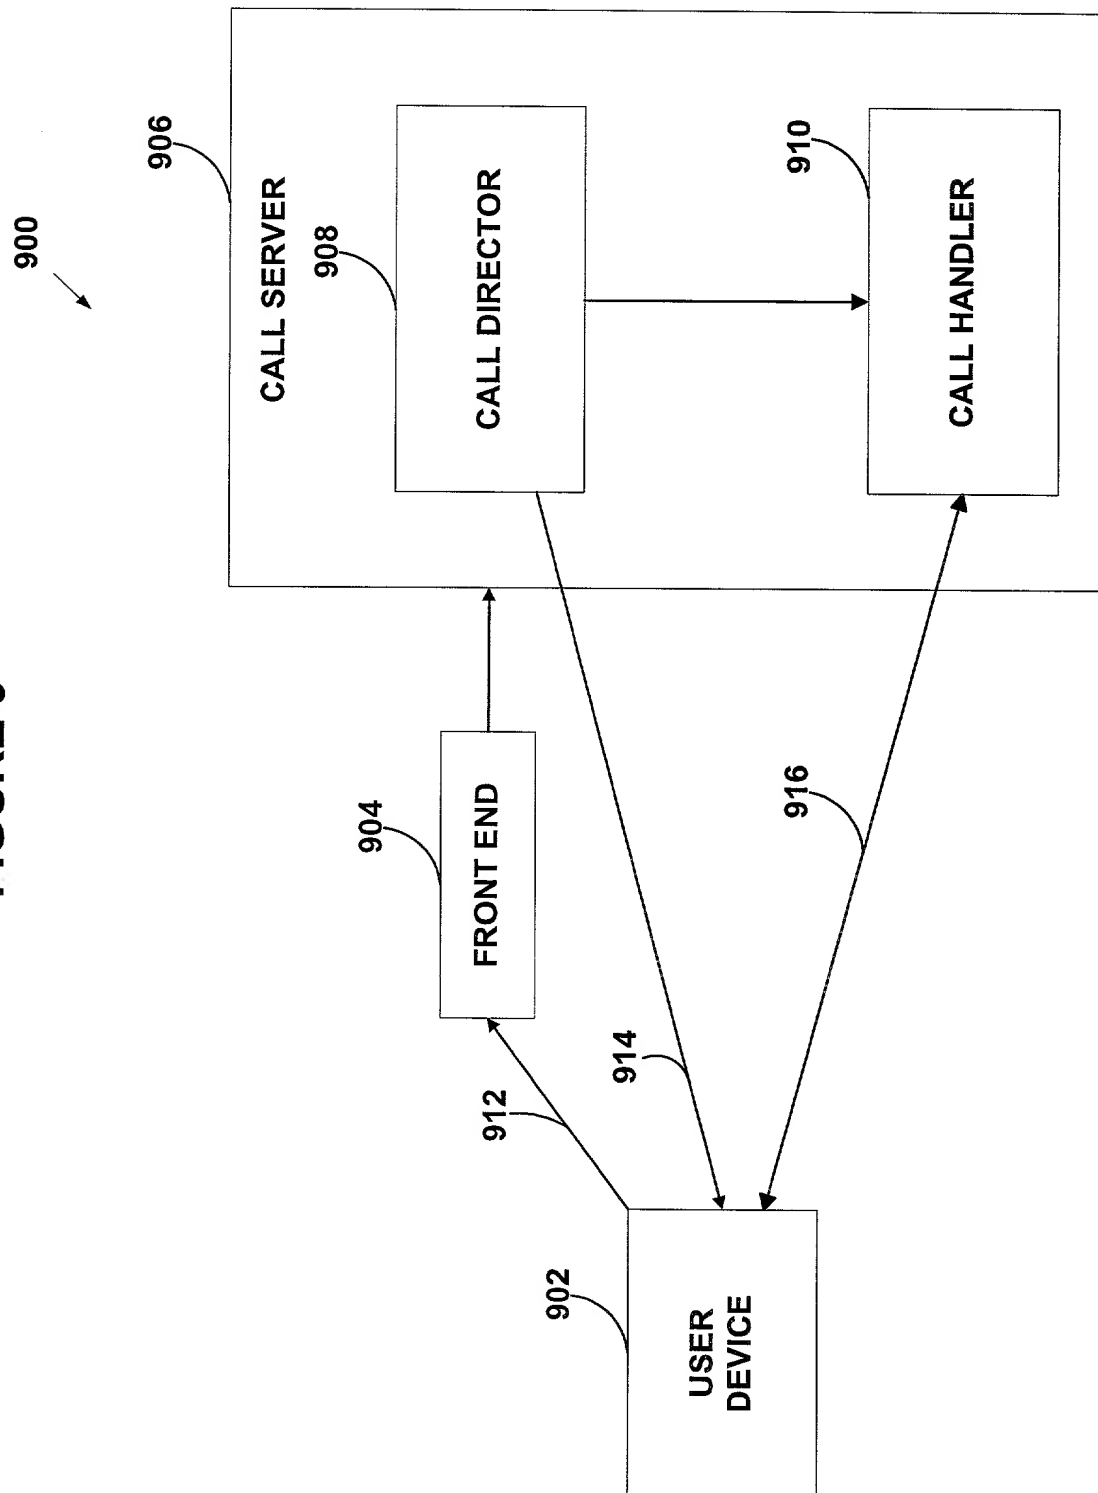 900
906
CALL SERVER
908
CALL DIRECTOR
910
CALL HANDLER
904
FRONT END
912
914
916
902
USER
DEVICE